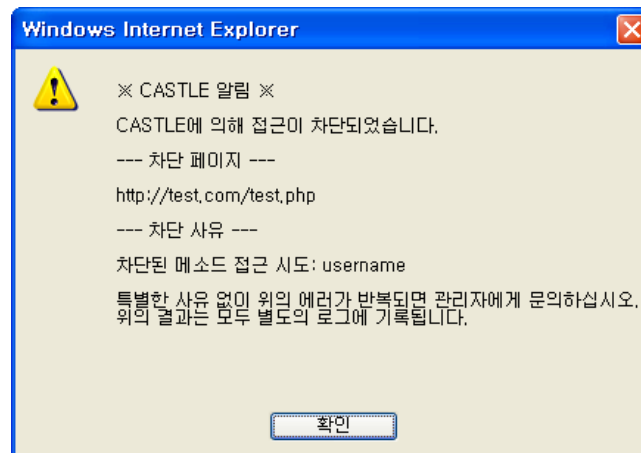 Windows Internet Explorer
※ CASTLE 알림 ※
CASTLE에 의해 접근이 차단되었습니다.
--- 차단 페이지 ---
http://test.com/test.php
--- 차단 사유 ---
차단된 메소드 접근 시도: username
특별한 사유 없이 위의 에러가 반복되면 관리자에게 문의하십시오.
위의 결과는 모두 별도의 로그에 기록됩니다.
확인